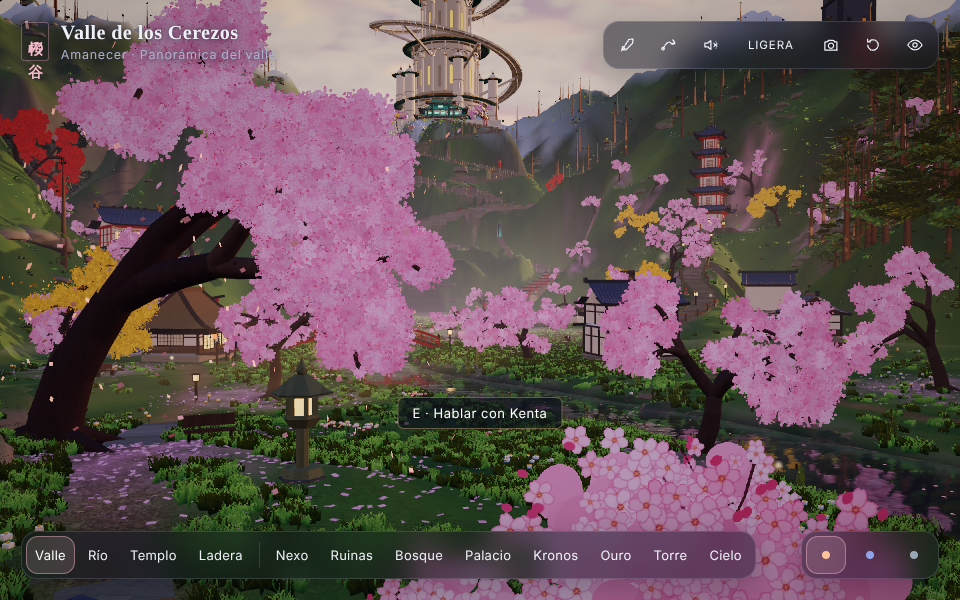 桜
谷
Valle de los Cerezos
Amanecer · Panorámica del valle
LIGERA
E · Hablar con Kenta
Valle Río Templo Ladera Nexo Ruinas Bosque Palacio Kronos Ouro Torre Cielo